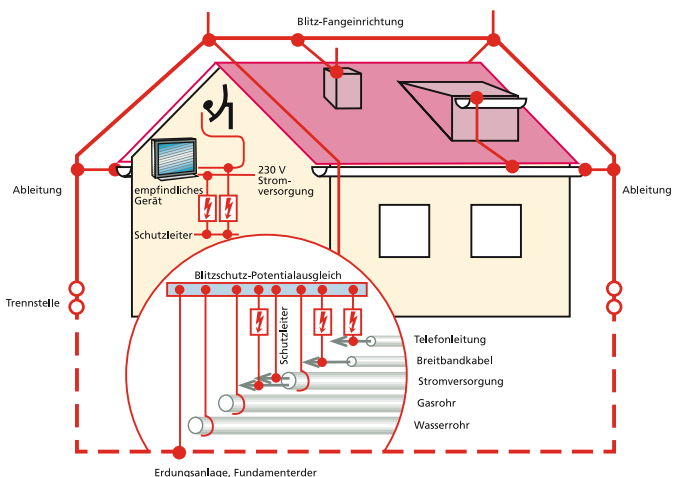 Blitz-Fangeinrichtung
Ableitung
empfindliches
Gerät
230 V
Strom-
versorgung
Ableitung
Schutzleiter
Blitzschutz-Potentialausgleich
Trennstelle
Schutzleiter
Telefonleitung
Breitbandkabel
Stromversorgung
Gasrohr
Wasserrohr
Erdungsanlage, Fundamenterder